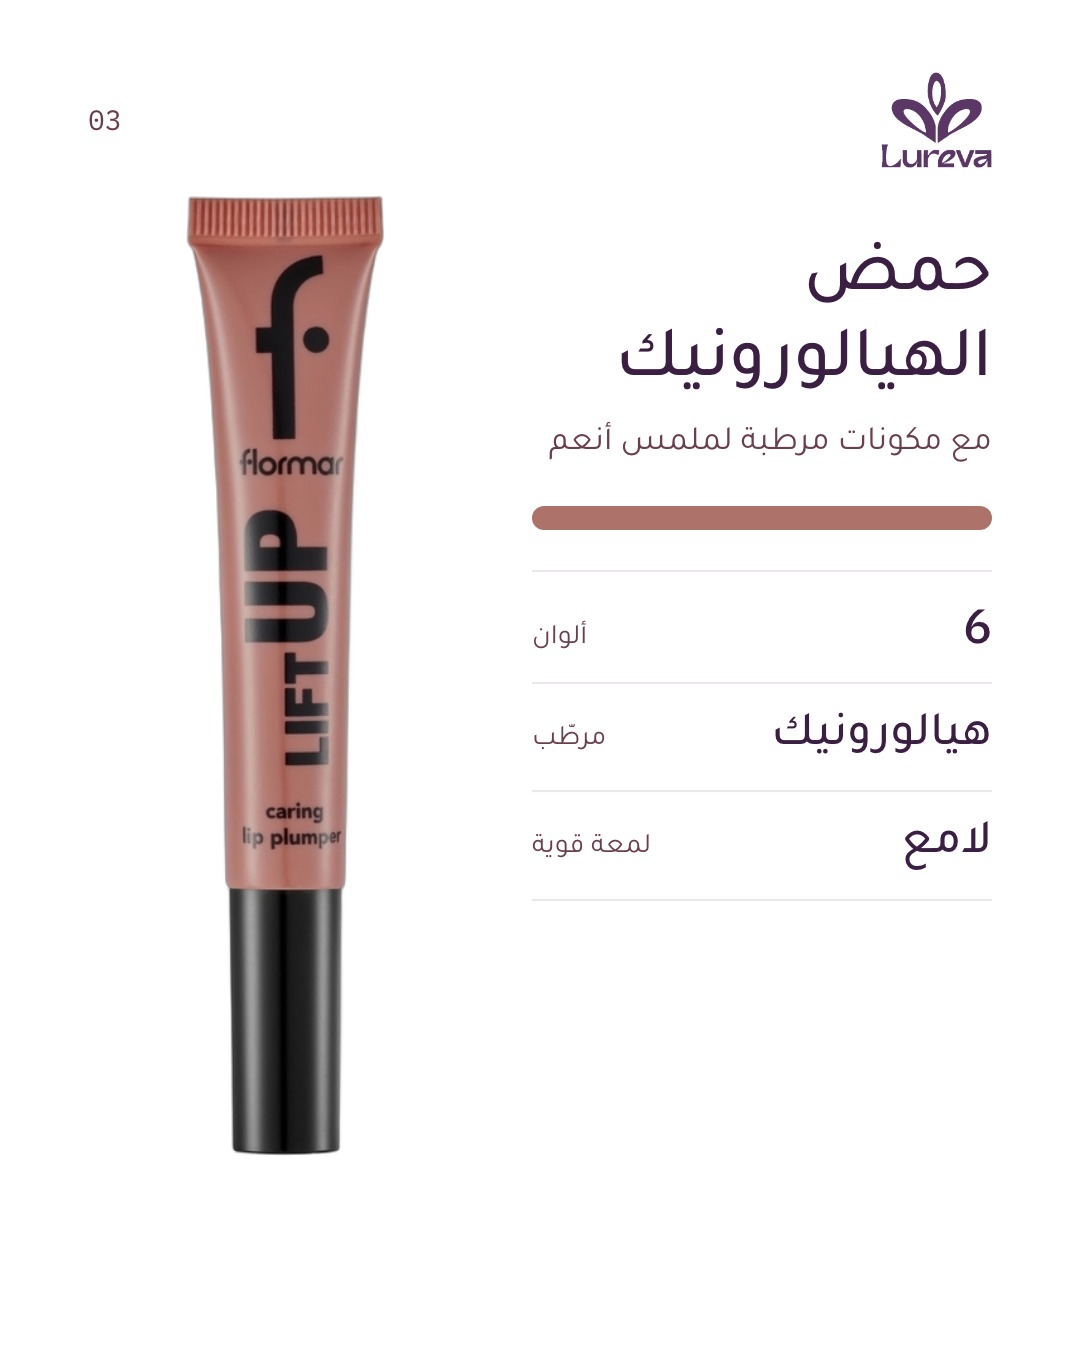 03
Lureva
حمض
الهيالورونيك
مع مكونات مرطبة لملمس أنعم
6
ألوان
هيالورونيك
مرطّب
لامع
لمعة قوية
f
flormar
LIFT UP
caring
lip plumper